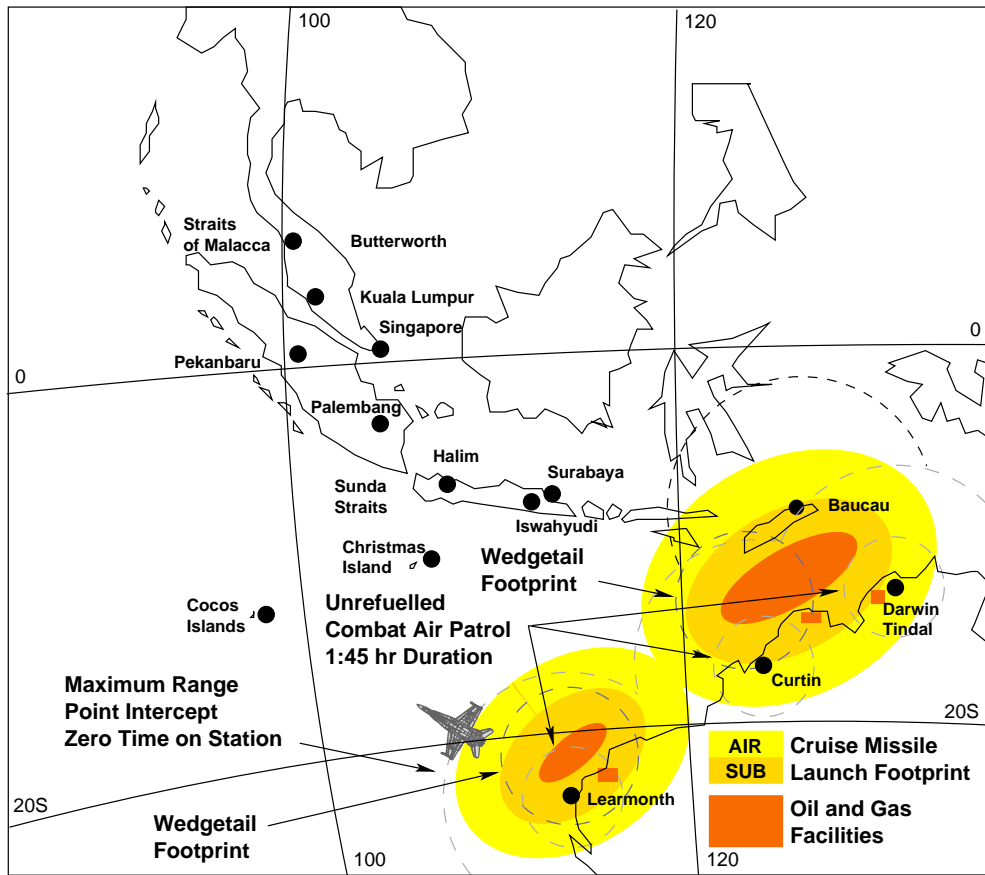 100
120
Straits
of Malacca
Butterworth
Kuala Lumpur
Singapore
0
Pekanbaru
0
Palembang
Halim
Surabaya
Sunda
Straits
Iswahyudi
Baucau
Christmas
Island
Wedgetail
Footprint
Cocos
Islands
Unrefuelled
Combat Air Patrol
1:45 hr Duration
Darwin
Tindal
Curtin
Maximum Range
Point Intercept
Zero Time on Station
20S
AIR
SUB
Cruise Missile
Launch Footprint
20S
Learmonth
Oil and Gas
Facilities
Wedgetail
Footprint
100
120